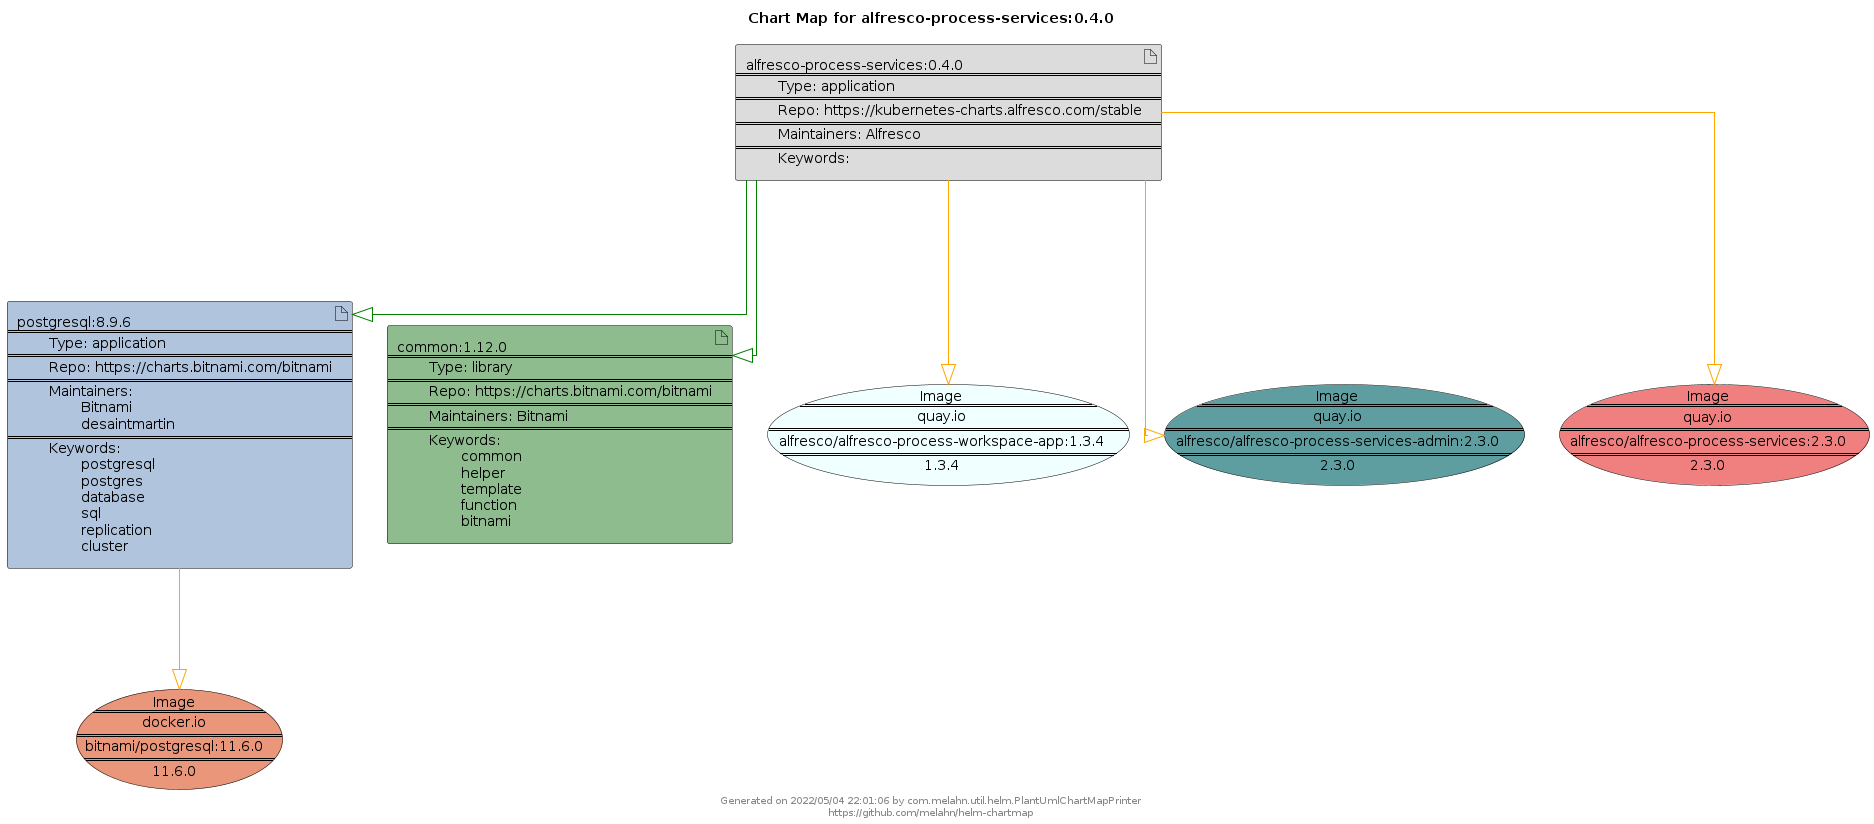 Chart Map for alfresco-process-services:0.4.0
alfresco-process-services:0.4.0
Type: application
Repo: https://kubernetes-charts.alfresco.com/stable
Maintainers: Alfresco
Keywords:
postgresql:8.9.6
Type: application
Repo: https://charts.bitnami.com/bitnami
Maintainers:
Bitnami
desaintmartin
Keywords:
postgresql
postgres
database
sql
replication
cluster
common:1.12.0
Type: library
Repo: https://charts.bitnami.com/bitnami
Maintainers: Bitnami
Keywords:
common
helper
template
function
bitnami
Image
quay.io
alfresco/alfresco-process-workspace-app:1.3.4
1.3.4
Image
quay.io
alfresco/alfresco-process-services-admin:2.3.0
2.3.0
Image
quay.io
alfresco/alfresco-process-services:2.3.0
2.3.0
Image
docker.io
bitnami/postgresql:11.6.0
11.6.0
Generated on 2022/05/04 22:01:06 by com.melahn.util.helm.PlantUmlChartMapPrinter
https://github.com/melahn/helm-chartmap